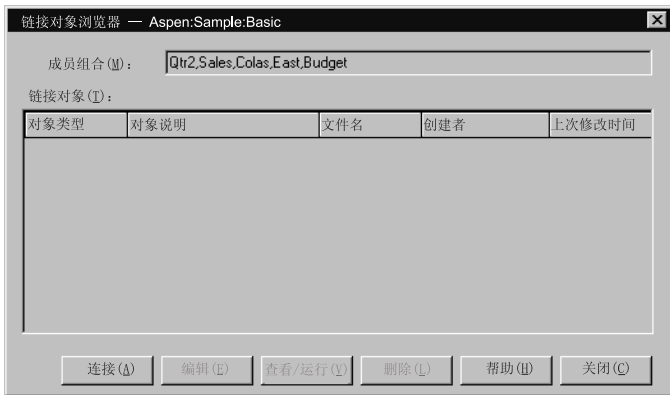 链接对象浏览器 — Aspen:Sample:Basic
成员组合(M)： Qtr2,Sales,Colas,East,Budget
链接对象(T)：
对象类型 对象说明 文件名 创建者 上次修改时间
连接(A) 编辑(E) 查看/运行(V) 删除(L) 帮助(H) 关闭(C)